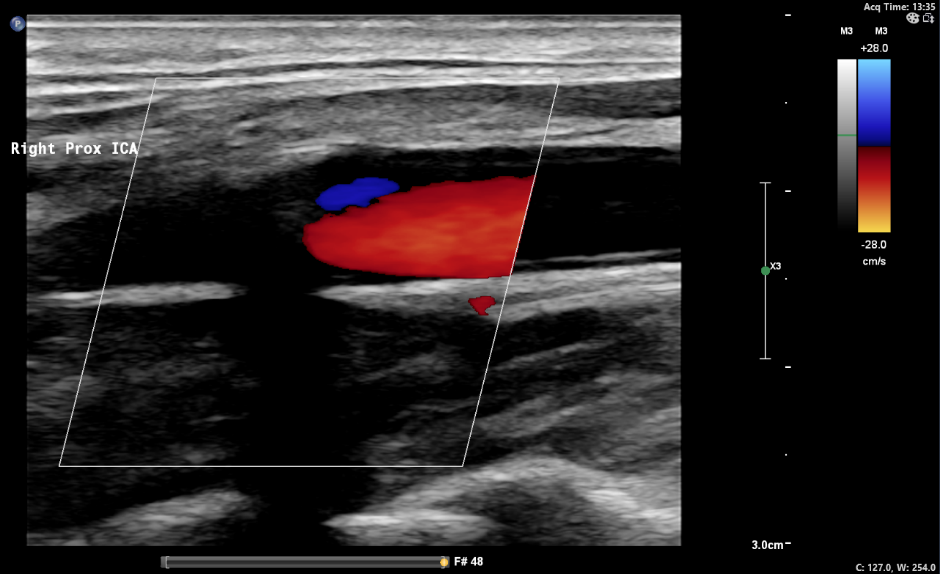 Acq Time: 13:35
P
M3 M3
+28.0
Right Prox ICA
-28.0
cm/s
X3
3.0cm
F# 48
C: 127.0, W: 254.0